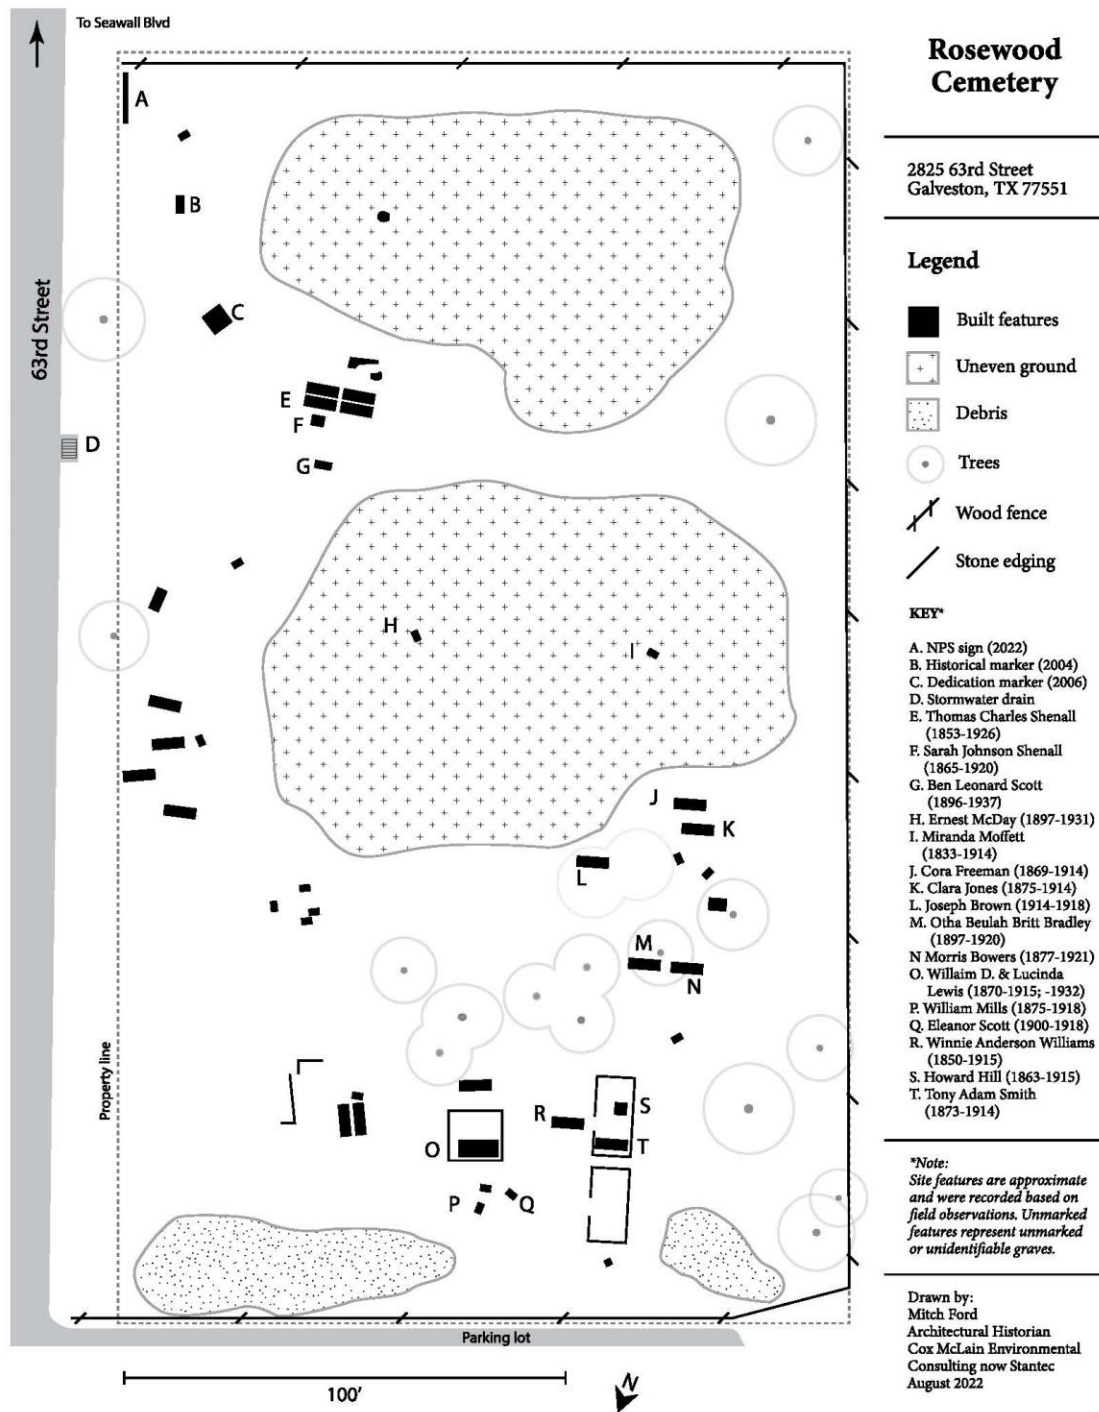 To Seawall Blvd
63rd Street
A
B
C
D
E
F
G
H
I
J
K
L
M
N
O
P
Q
R
S
T
Property line
Parking lot
100'
N
Rosewood
Cemetery
2825 63rd Street
Galveston, TX 77551
Legend
Built features
Uneven ground
Debris
Trees
Wood fence
Stone edging
KEY*
A. NPS sign (2022)
B. Historical marker (2004)
C. Dedication marker (2006)
D. Stormwater drain
E. Thomas Charles Shenall
(1853-1926)
F. Sarah Johnson Shenall
(1865-1920)
G. Ben Leonard Scott
(1896-1937)
H. Ernest McDay (1897-1931)
I. Miranda Moffett
(1833-1914)
J. Cora Freeman (1869-1914)
K. Clara Jones (1875-1914)
L. Joseph Brown (1914-1918)
M. Otha Beulah Britt Bradley
(1897-1920)
N Morris Bowers (1877-1921)
O. Willaim D. & Lucinda
Lewis (1870-1915; -1932)
P. William Mills (1875-1918)
Q. Eleanor Scott (1900-1918)
R. Winnie Anderson Williams
(1850-1915)
S. Howard Hill (1863-1915)
T. Tony Adam Smith
(1873-1914)
*Note:
Site features are approximate
and were recorded based on
field observations. Unmarked
features represent unmarked
or unidentifiable graves.
Drawn by:
Mitch Ford
Architectural Historian
Cox McLain Environmental
Consulting now Stantec
August 2022